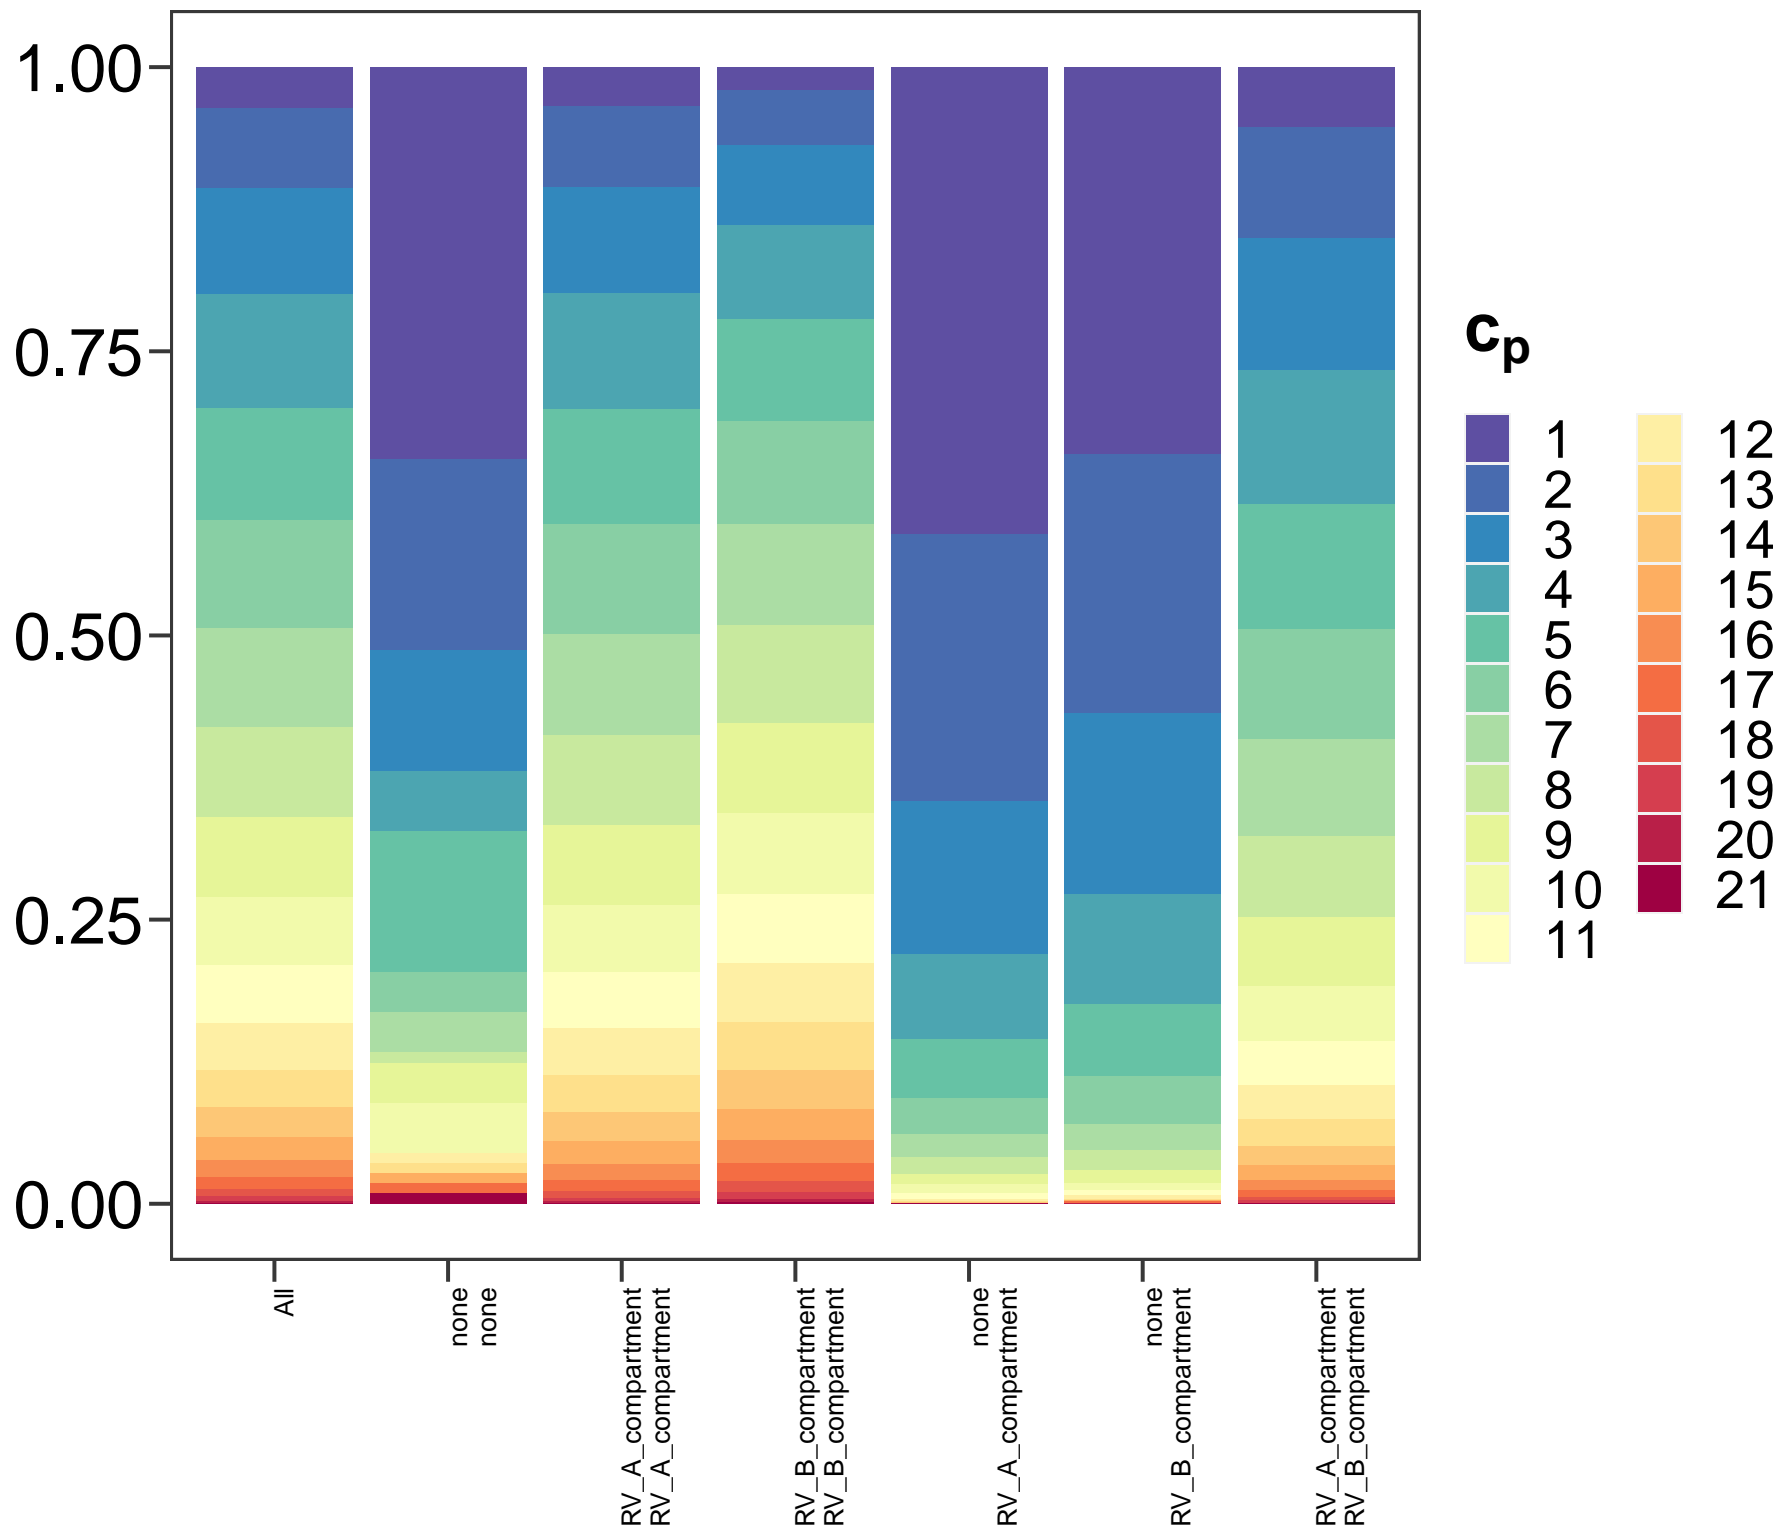 1.00
0.75
0.50
0.25
0.00
All
none
none
RV_A_compartment
RV_A_compartment
RV_B_compartment
RV_B_compartment
none
RV_A_compartment
none
RV_B_compartment
RV_A_compartment
RV_B_compartment
cp
1
2
3
4
5
6
7
8
9
10
11
12
13
14
15
16
17
18
19
20
21